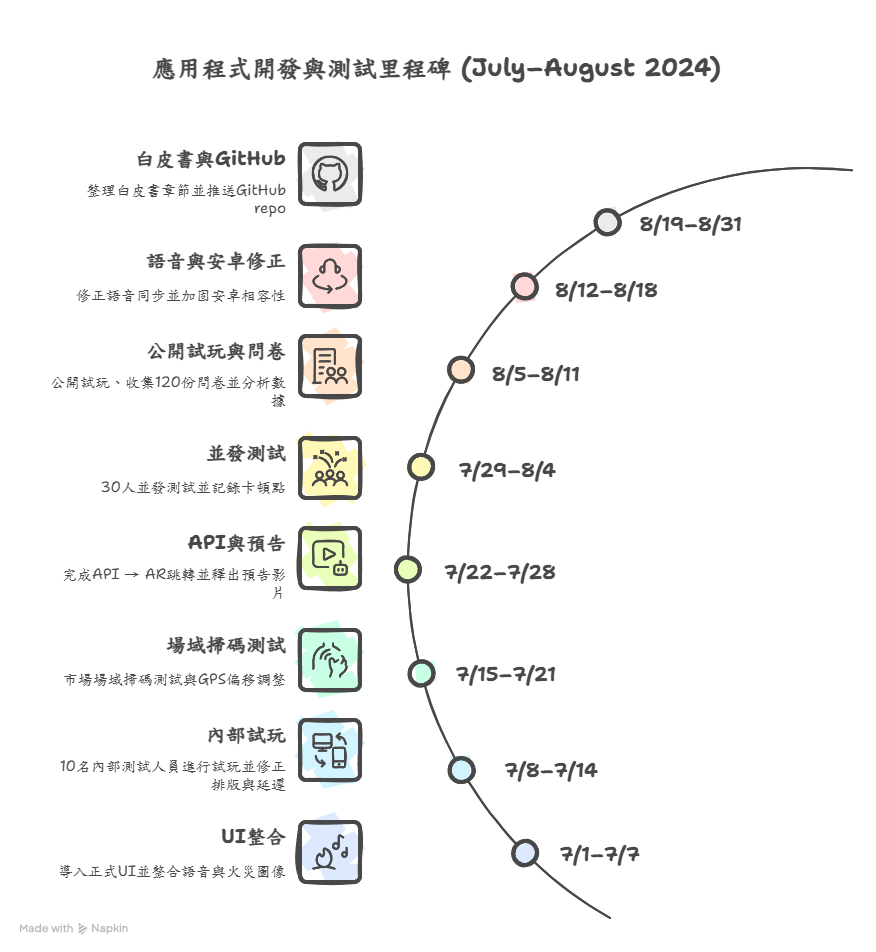 應用程式開發與測試里程碑 (July–August 2024)
白皮書與GitHub
整理白皮書章節並推送GitHub
repo
8/19–8/31
語音與安卓修正
修正語音同步並加固安卓相容性
8/12–8/18
公開試玩與問卷
公開試玩、收集120份問卷並分析數
據
8/5–8/11
並發測試
30人並發測試並記錄卡頓點
7/29–8/4
API與預告
完成API → AR跳轉並釋出預告影
片
7/22–7/28
場域掃碼測試
市場場域掃碼測試與GPS偏移調整
7/15–7/21
內部試玩
10名內部測試人員進行試玩並修正
排版與延遲
7/8–7/14
UI整合
導入正式UI並整合語音與火災圖像
7/1–7/7
Made with Napkin